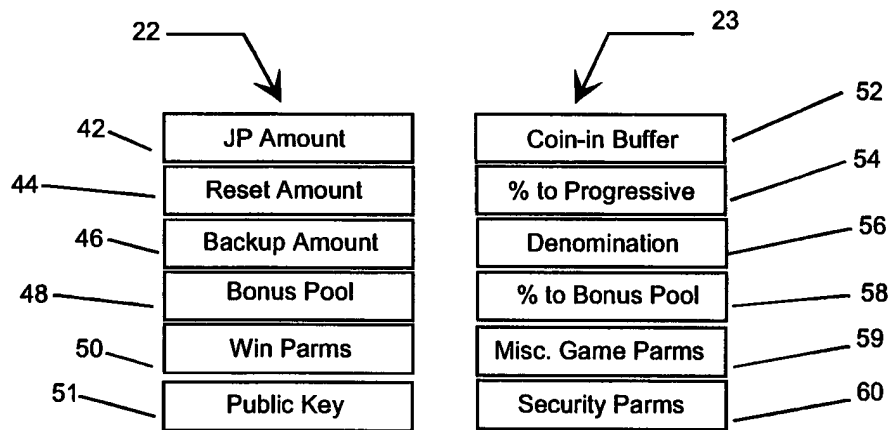 22
23
42
JP Amount
Coin-in Buffer
52
44
Reset Amount
% to Progressive
54
46
Backup Amount
Denomination
56
48
Bonus Pool
% to Bonus Pool
58
50
Win Parms
Misc. Game Parms
59
51
Public Key
Security Parms
60